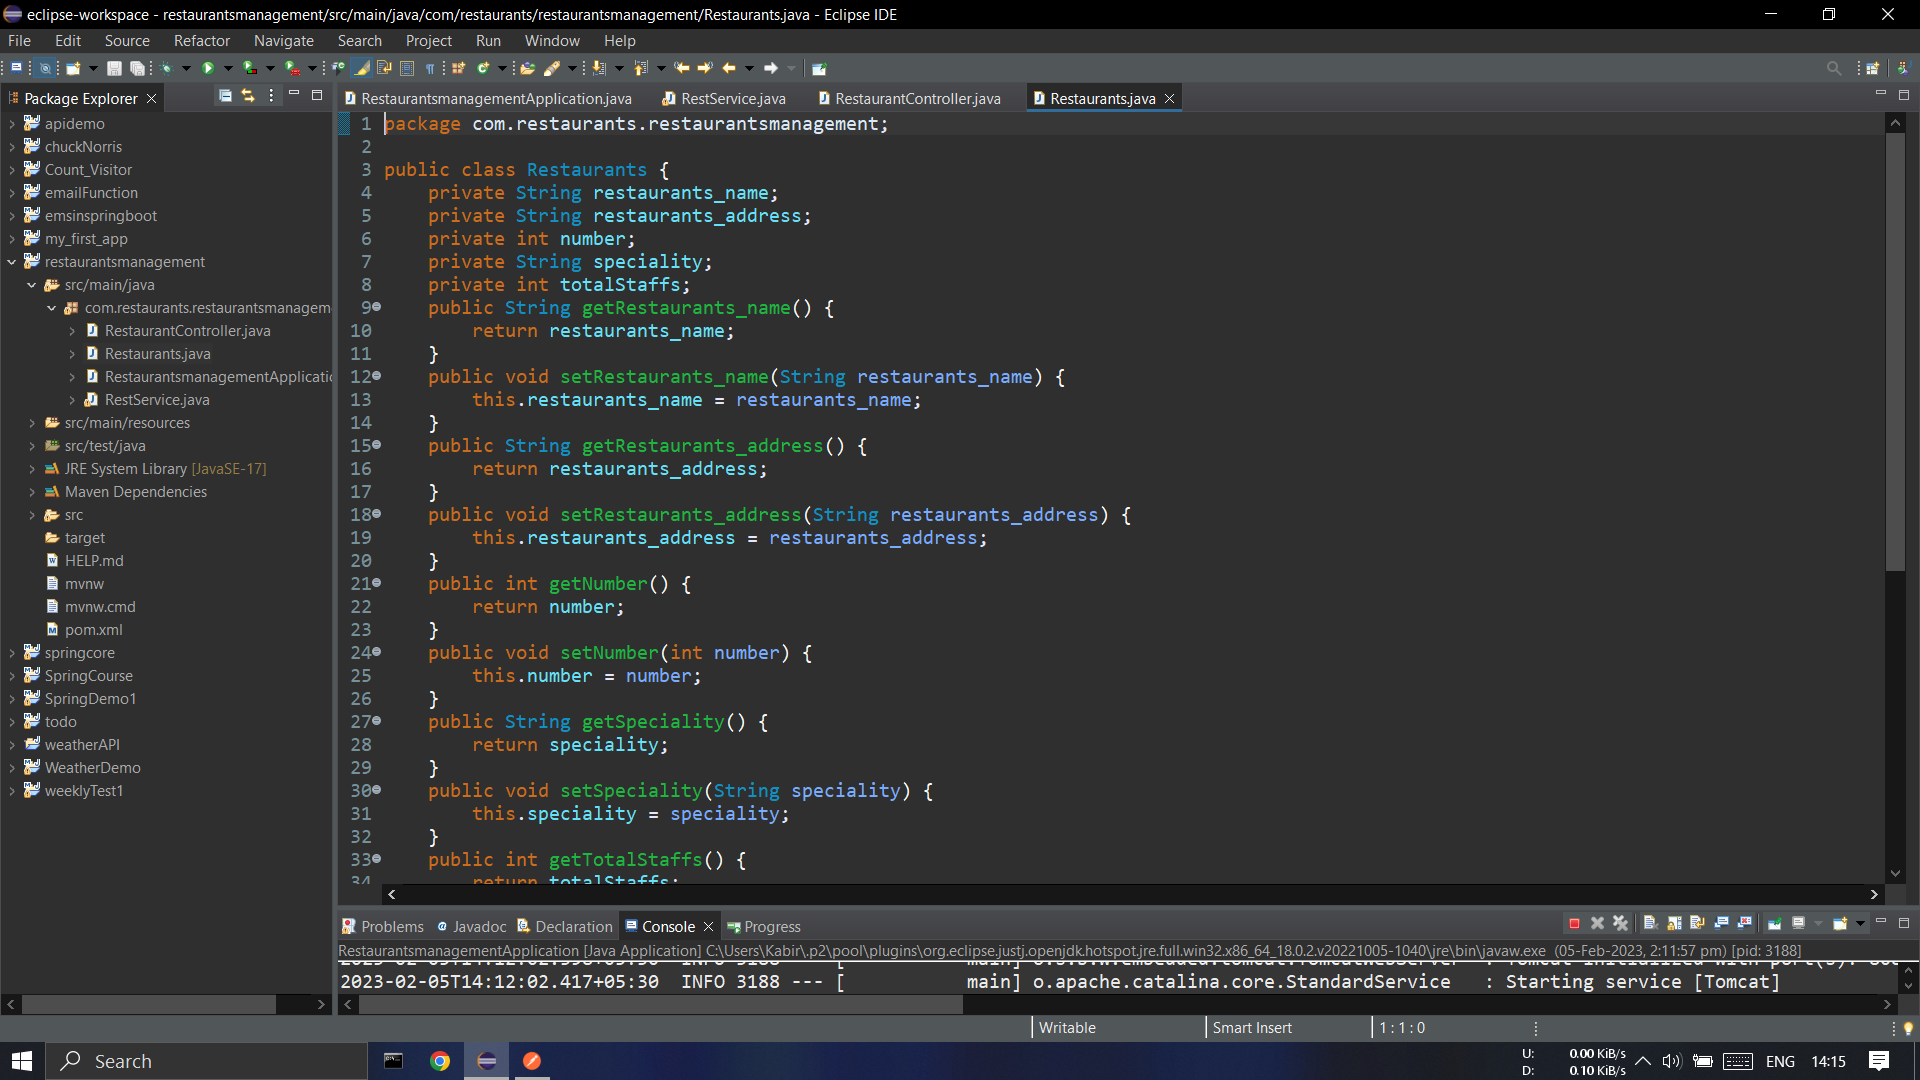 eclipse-workspace - restaurantsmanagement/src/main/java/com/restaurants/restaurantsmanagement/Restaurants.java - Eclipse IDE
File Edit Source Refactor Navigate Search Project Run Window Help
Package Explorer
RestaurantsmanagementApplication.java RestService.java RestaurantController.java Restaurants.java
apidemo
chuckNorris
Count_Visitor
emailFunction
emsinspringboot
my_first_app
restaurantsmanagement
src/main/java
com.restaurants.restaurantsmanagem
RestaurantController.java
Restaurants.java
RestaurantsmanagementApplicatio
RestService.java
src/main/resources
src/test/java
JRE System Library [JavaSE-17]
Maven Dependencies
src
target
HELP.md
mvnw
mvnw.cmd
pom.xml
springcore
SpringCourse
SpringDemo1
todo
weatherAPI
WeatherDemo
weeklyTest1
1 package com.restaurants.restaurantsmanagement;
2
3 public class Restaurants {
4 private String restaurants_name;
5 private String restaurants_address;
6 private int number;
7 private String speciality;
8 private int totalStaffs;
9 public String getRestaurants_name() {
10 return restaurants_name;
11 }
12 public void setRestaurants_name(String restaurants_name) {
13 this.restaurants_name = restaurants_name;
14 }
15 public String getRestaurants_address() {
16 return restaurants_address;
17 }
18 public void setRestaurants_address(String restaurants_address) {
19 this.restaurants_address = restaurants_address;
20 }
21 public int getNumber() {
22 return number;
23 }
24 public void setNumber(int number) {
25 this.number = number;
26 }
27 public String getSpeciality() {
28 return speciality;
29 }
30 public void setSpeciality(String speciality) {
31 this.speciality = speciality;
32 }
33 public int getTotalStaffs() {
34 return totalStaffs;
Problems Javadoc Declaration Console Progress
RestaurantsmanagementApplication [Java Application] C:\Users\Kabir\.p2\pool\plugins\org.eclipse.justj.openjdk.hotspot.jre.full.win32.x86_64_18.0.2.v20221005-1040\jre\bin\javaw.exe (05-Feb-2023, 2:11:57 pm) [pid: 3188]
2023-02-05T14:12:02.417+05:30 INFO 3188 --- [ main] o.apache.catalina.core.StandardService : Starting service [Tomcat]
Writable Smart Insert 1 : 1 : 0
Search
U: 0.00 KiB/s
D: 0.10 KiB/s
ENG 14:15